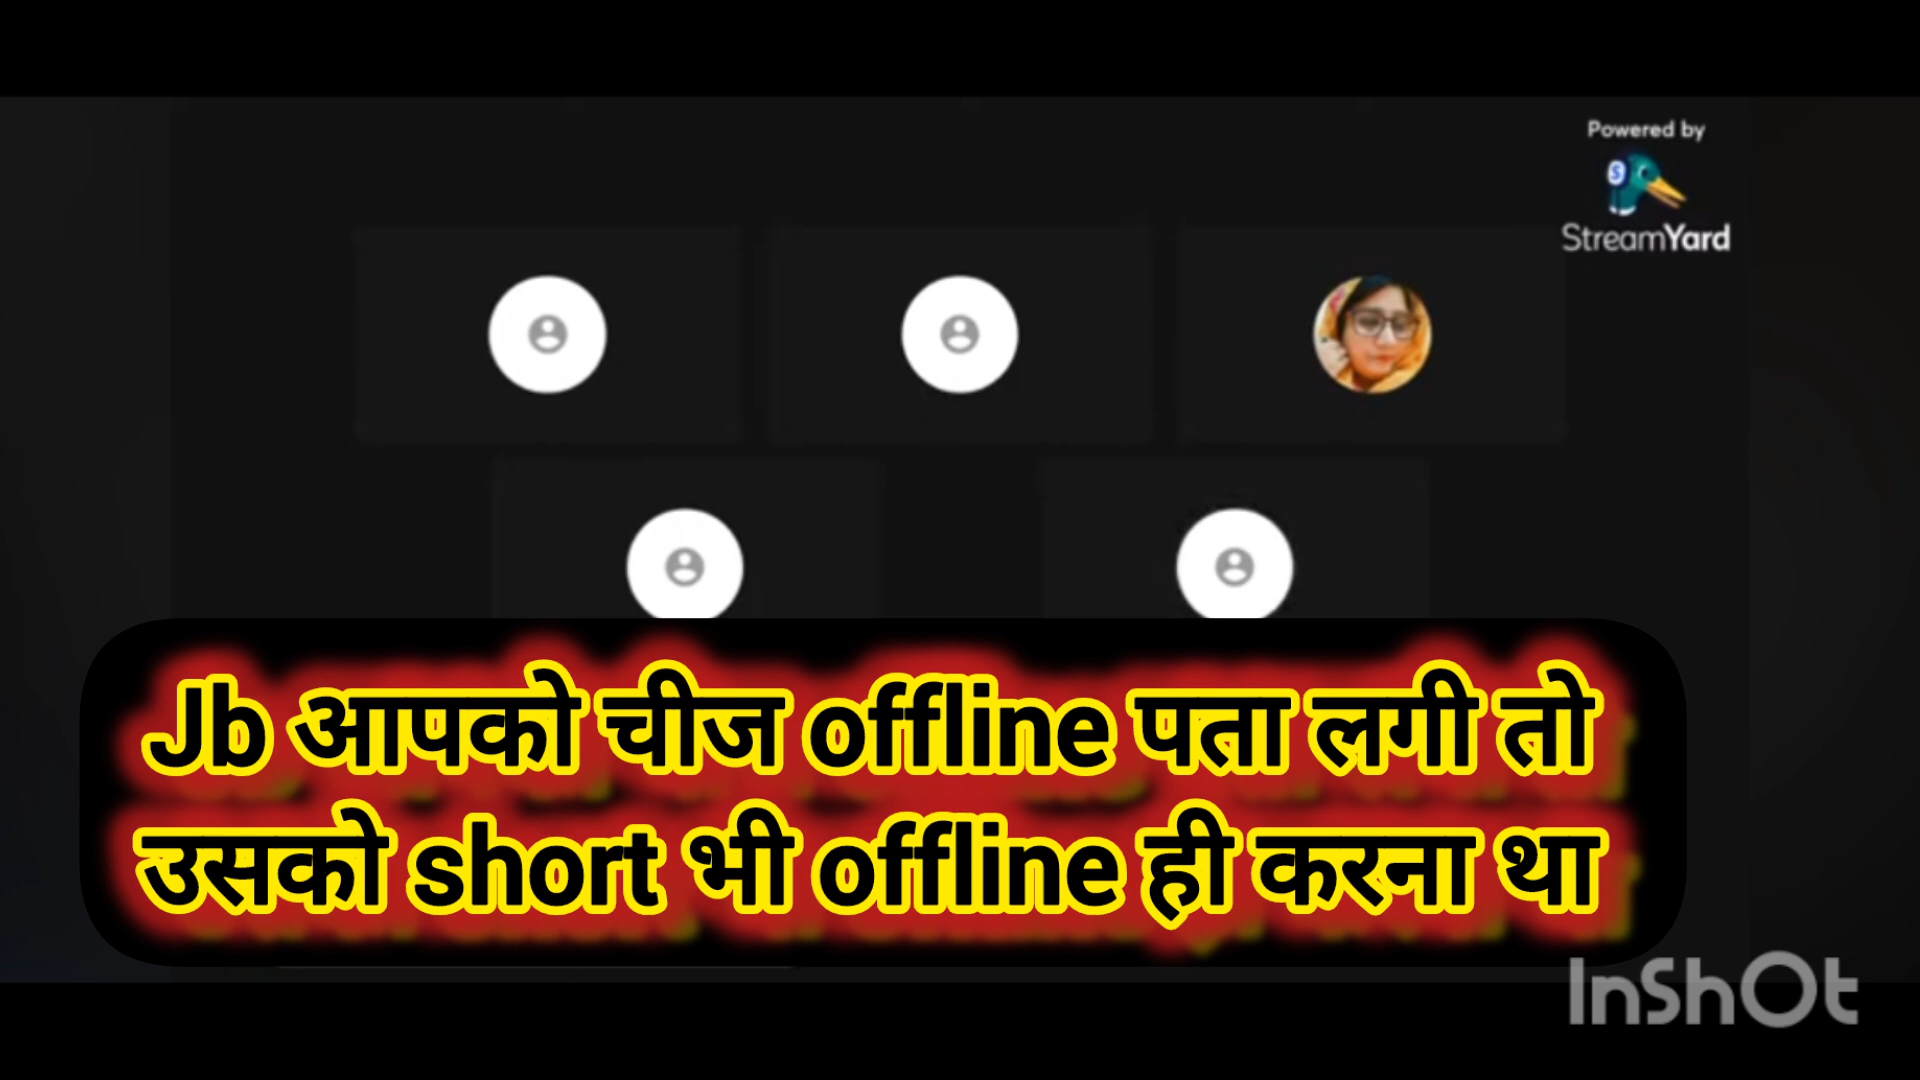 Powered by
S
StreamYard
Jb आपको चीज offline पता लगी तो
उसको short भी offline ही करना था
InShOt